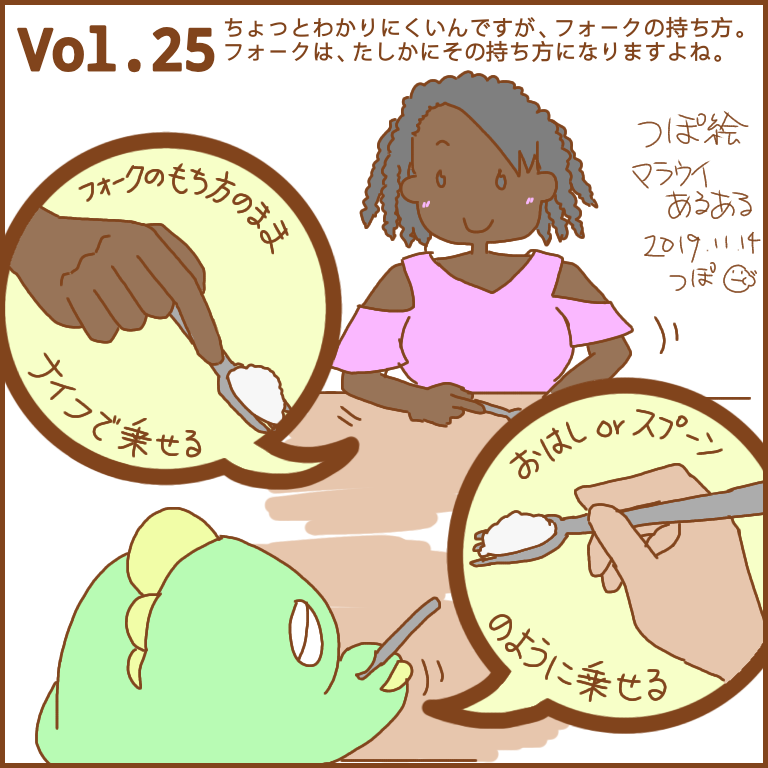 Vol.25
ちょっとわかりにくいんですが、フォークの持ち方。
フォークは、たしかにその持ち方になりますよね。
つぽ絵
マラウイ
あるある
2019.11.14
つぽ
フォークのもち方のまま
ナイフで乗せる
おはし or スプーン
のように乗せる